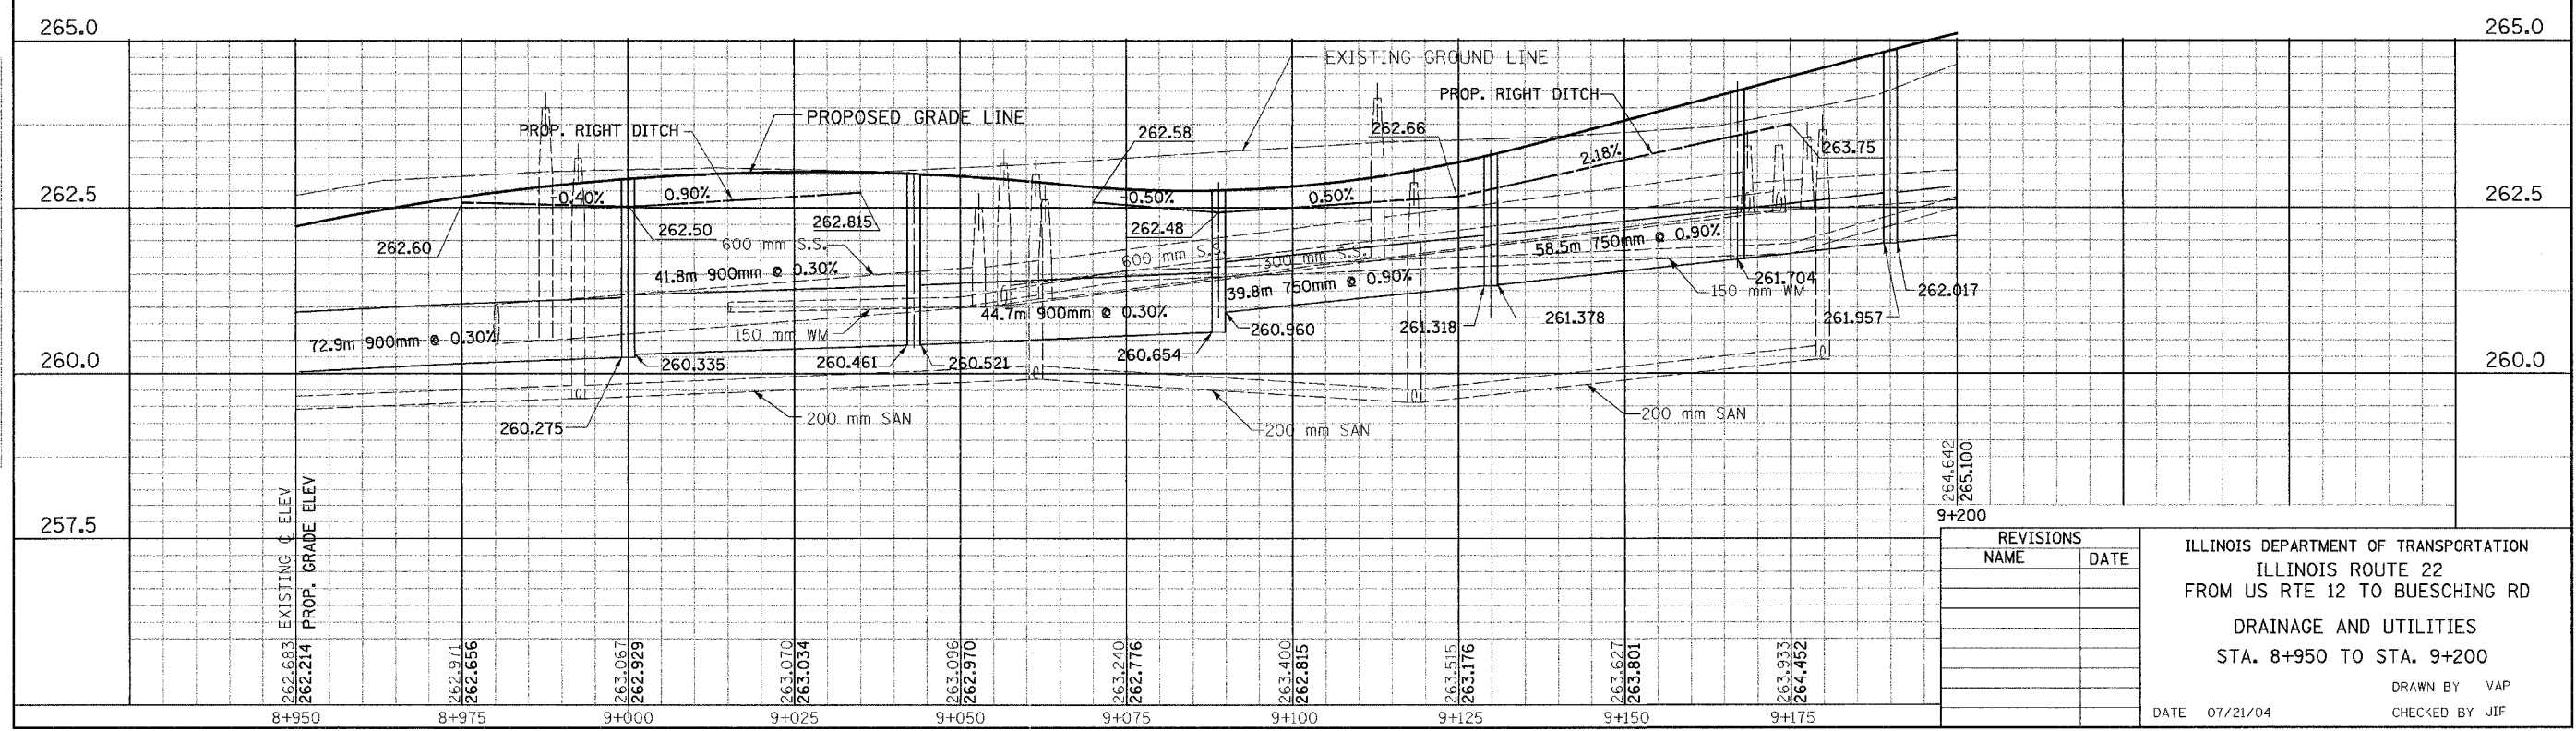 265.0
265.0
EXISTING GROUND LINE
PROP. RIGHT DITCH
PROPOSED GRADE LINE
PROP. RIGHT DITCH
262.58
262.66
2.18%
263.75
262.5
262.5
-0.40%
0.90%
-0.50%
0.50%
262.60
262.50
262.815
262.48
600 mm S.S.
600 mm S.S.
300 mm S.S.
58.5m 750mm @ 0.90%
41.8m 900mm @ 0.30%
39.8m 750mm @ 0.90%
261.704
150 mm WM
262.017
44.7m 900mm @ 0.30%
72.9m 900mm @ 0.30%
150 mm WM
260.960
261.318
261.378
261.957
260.0
260.335
260.461
260.521
260.654
260.0
260.275
200 mm SAN
200 mm SAN
200 mm SAN
257.5
EXISTING ℄ ELEV
PROP. GRADE ELEV
264.642
265.100
9+200
262.683
262.214
262.971
262.656
263.067
262.929
263.070
263.034
263.096
262.970
263.240
262.776
263.400
262.815
263.515
263.176
263.627
263.801
263.933
264.452
8+950 8+975 9+000 9+025 9+050 9+075 9+100 9+125 9+150 9+175
REVISIONS
NAME DATE
ILLINOIS DEPARTMENT OF TRANSPORTATION
ILLINOIS ROUTE 22
FROM US RTE 12 TO BUESCHING RD
DRAINAGE AND UTILITIES
STA. 8+950 TO STA. 9+200
DRAWN BY VAP
DATE 07/21/04 CHECKED BY JIF